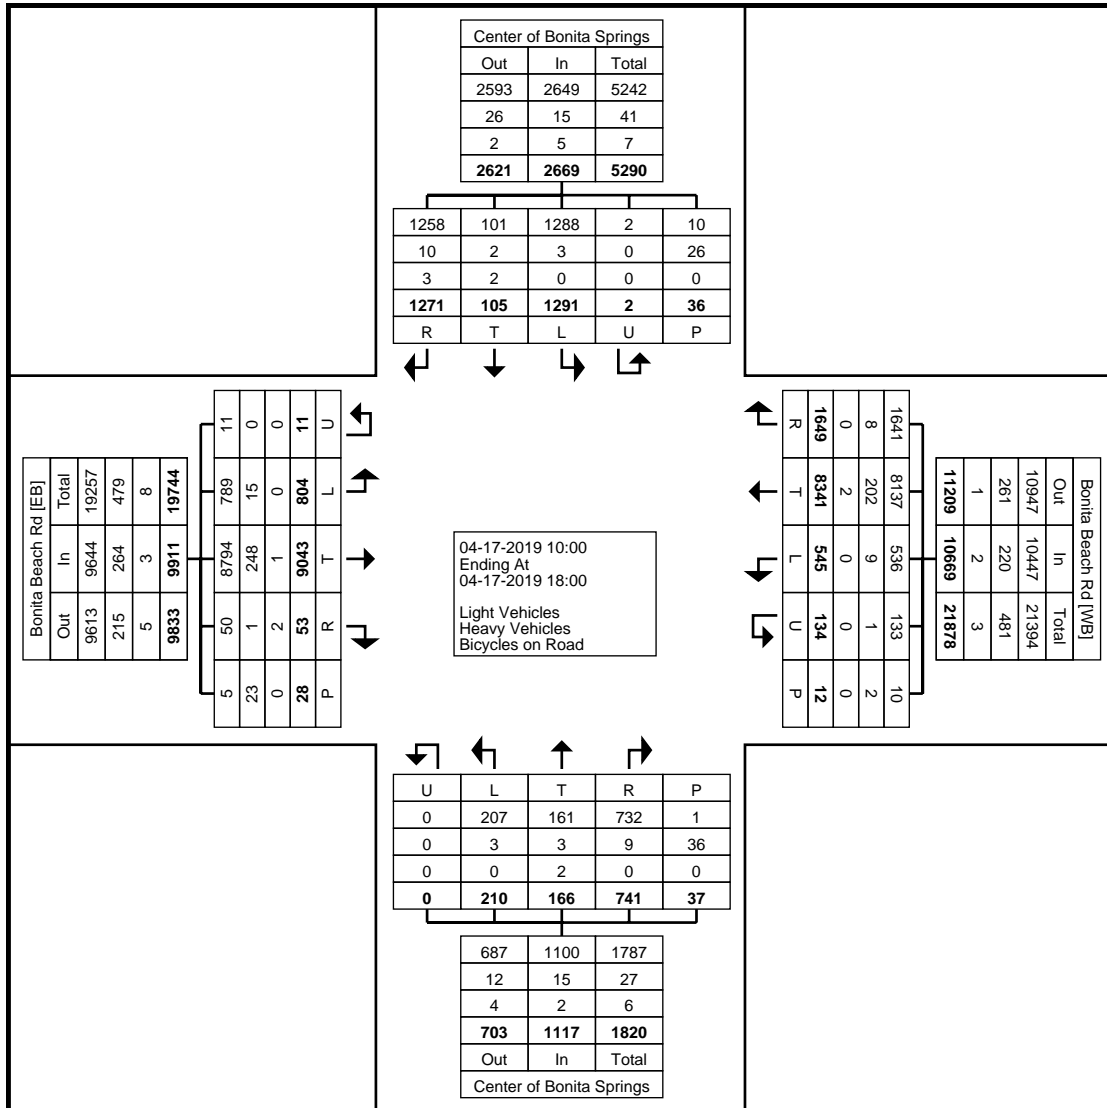 Center of Bonita Springs
Out In Total
2593 2649 5242
26 15 41
2 5 7
2621 2669 5290
1258 101 1288 2 10
10 2 3 0 26
3 2 0 0 0
1271 105 1291 2 36
R T L U P
Bonita Beach Rd [EB]
Out In Total
9613 9644 19257
215 264 479
5 3 8
9833 9911 19744
11 789 8794 50 5
0 15 248 1 23
0 0 1 2 0
11 804 9043 53 28
U L T R P
04-17-2019 10:00
Ending At
04-17-2019 18:00
Light Vehicles
Heavy Vehicles
Bicycles on Road
Bonita Beach Rd [WB]
Out In Total
10947 10447 21394
261 220 481
1 2 3
11209 10669 21878
1641 8137 536 133 10
8 202 9 1 2
0 2 0 0 0
1649 8341 545 134 12
R T L U P
U L T R P
0 207 161 732 1
0 3 3 9 36
0 0 2 0 0
0 210 166 741 37
687 1100 1787
12 15 27
4 2 6
703 1117 1820
Out In Total
Center of Bonita Springs